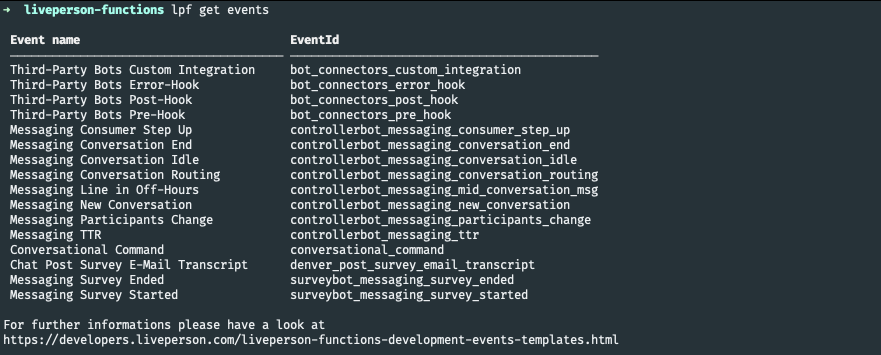 → liveperson-functions lpf get events
Event name EventId
Third-Party Bots Custom Integration bot_connectors_custom_integration
Third-Party Bots Error-Hook bot_connectors_error_hook
Third-Party Bots Post-Hook bot_connectors_post_hook
Third-Party Bots Pre-Hook bot_connectors_pre_hook
Messaging Consumer Step Up controllerbot_messaging_consumer_step_up
Messaging Conversation End controllerbot_messaging_conversation_end
Messaging Conversation Idle controllerbot_messaging_conversation_idle
Messaging Conversation Routing controllerbot_messaging_conversation_routing
Messaging Line in Off-Hours controllerbot_messaging_mid_conversation_msg
Messaging New Conversation controllerbot_messaging_new_conversation
Messaging Participants Change controllerbot_messaging_participants_change
Messaging TTR controllerbot_messaging_ttr
Conversational Command conversational_command
Chat Post Survey E-Mail Transcript denver_post_survey_email_transcript
Messaging Survey Ended surveybot_messaging_survey_ended
Messaging Survey Started surveybot_messaging_survey_started
For further informations please have a look at
https://developers.liveperson.com/liveperson-functions-development-events-templates.html